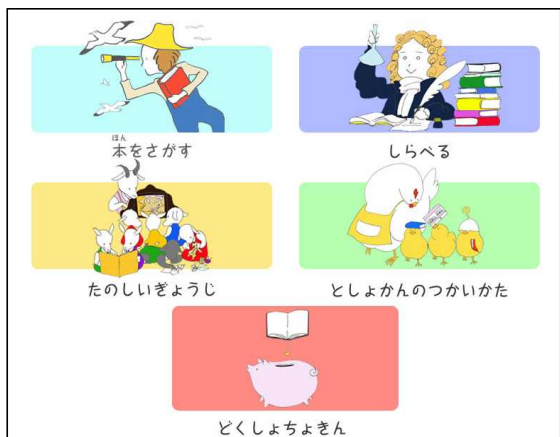 ほん
本をさがす
しらべる
たのしいぎょうじ
としょかんのつかいかた
どくしょちょきん